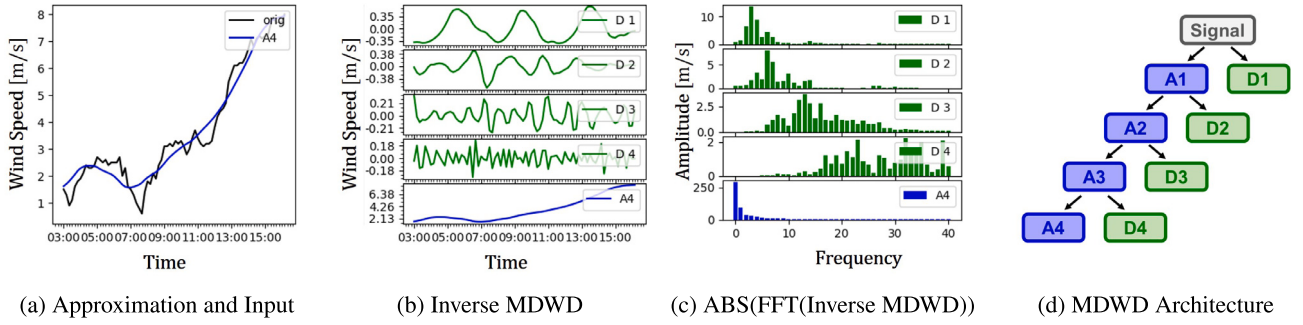 Wind Speed [m/s]
8
7
6
5
4
3
2
1
orig
A4
03:00 05:00 07:00 09:00 11:00 13:00 15:00
Time
(a) Approximation and Input
Wind Speed [m/s]
0.35
0.00
-0.35
D 1
0.38
0.00
-0.38
D 2
0.21
0.00
-0.21
D 3
0.18
0.00
-0.18
D 4
6.38
4.26
2.13
A4
03:00 05:00 07:00 09:00 11:00 13:00 15:00
Time
(b) Inverse MDWD
Amplitude [m/s]
10
0
D 1
5
0
D 2
2.5
0.0
D 3
2
0
D 4
250
0
A4
0 10 20 30 40
Frequency
(c) ABS(FFT(Inverse MDWD))
Signal
A1 D1
A2 D2
A3 D3
A4 D4
(d) MDWD Architecture